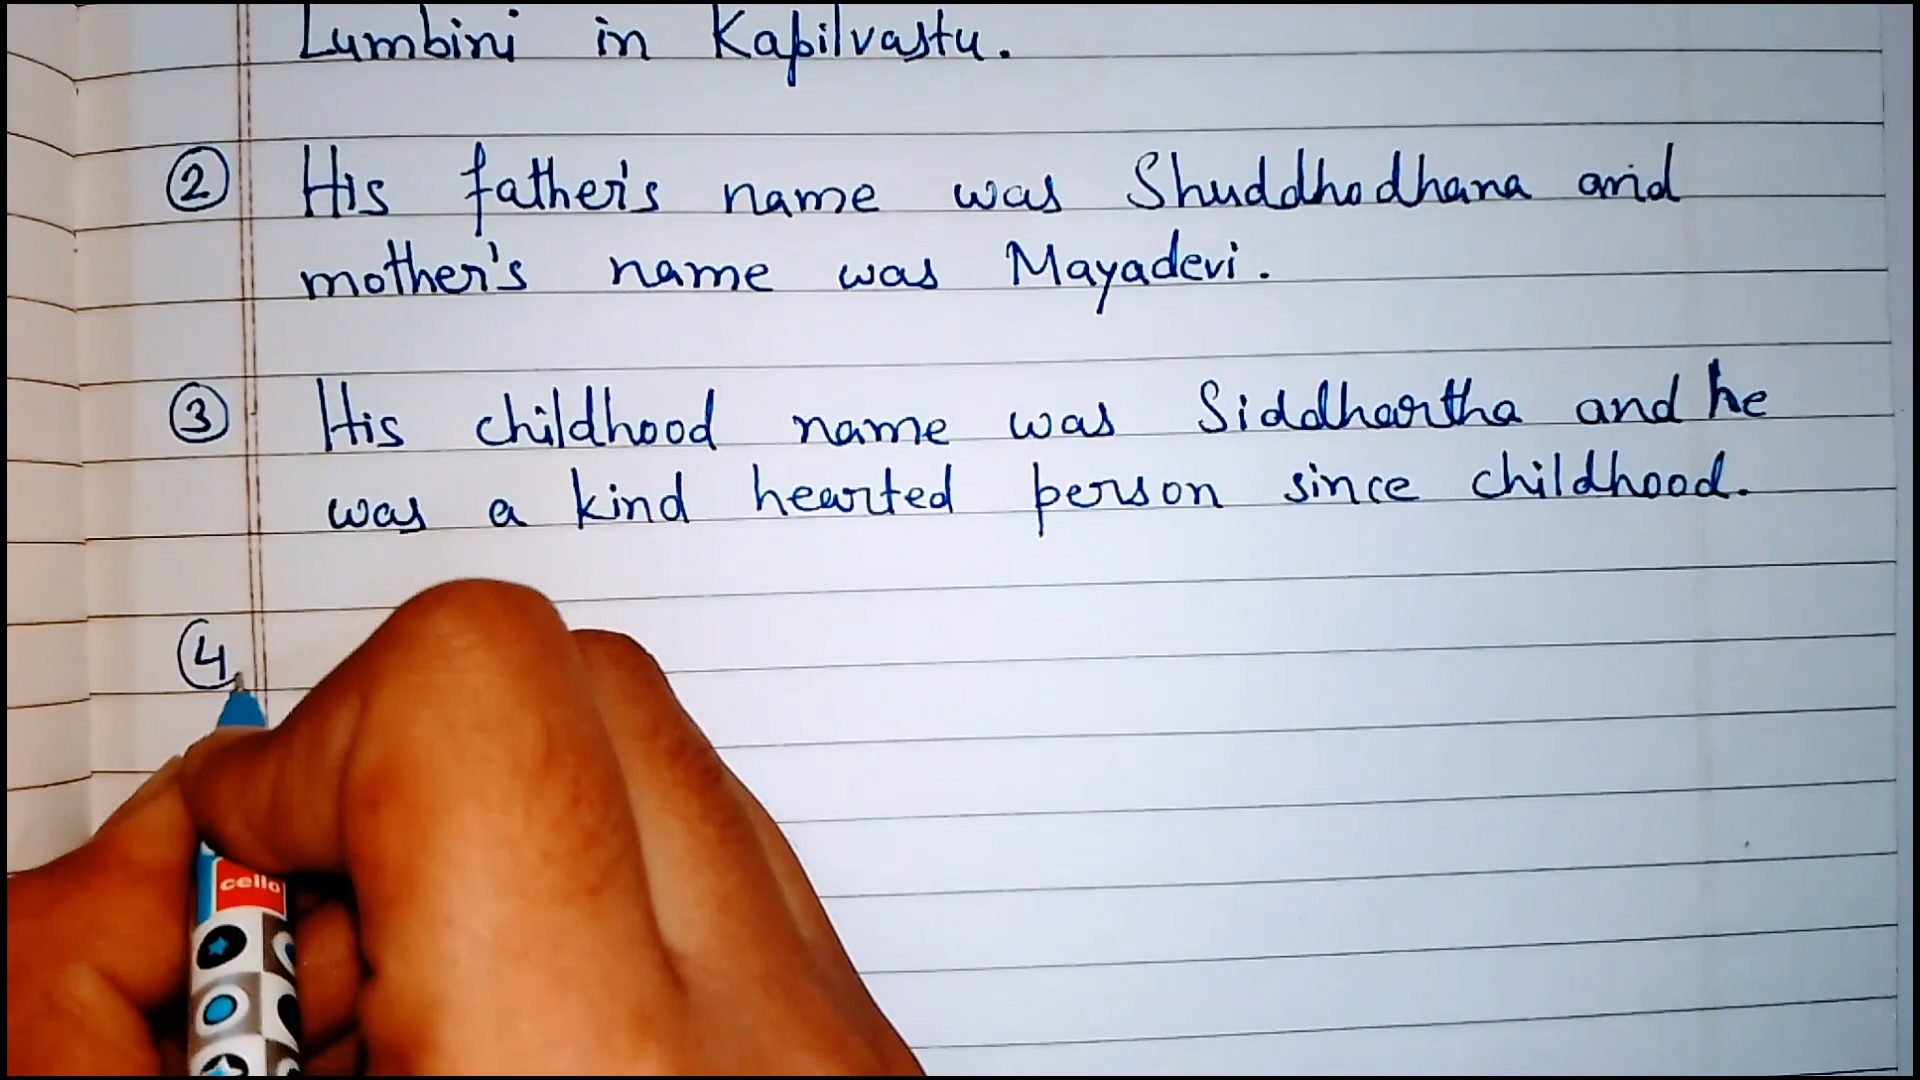 Lumbini in Kapilvastu.
② His father's name was Shuddhodhana and
mother's name was Mayadevi.
③ His childhood name was Siddhartha and he
was a kind hearted person since childhood.
④
cello